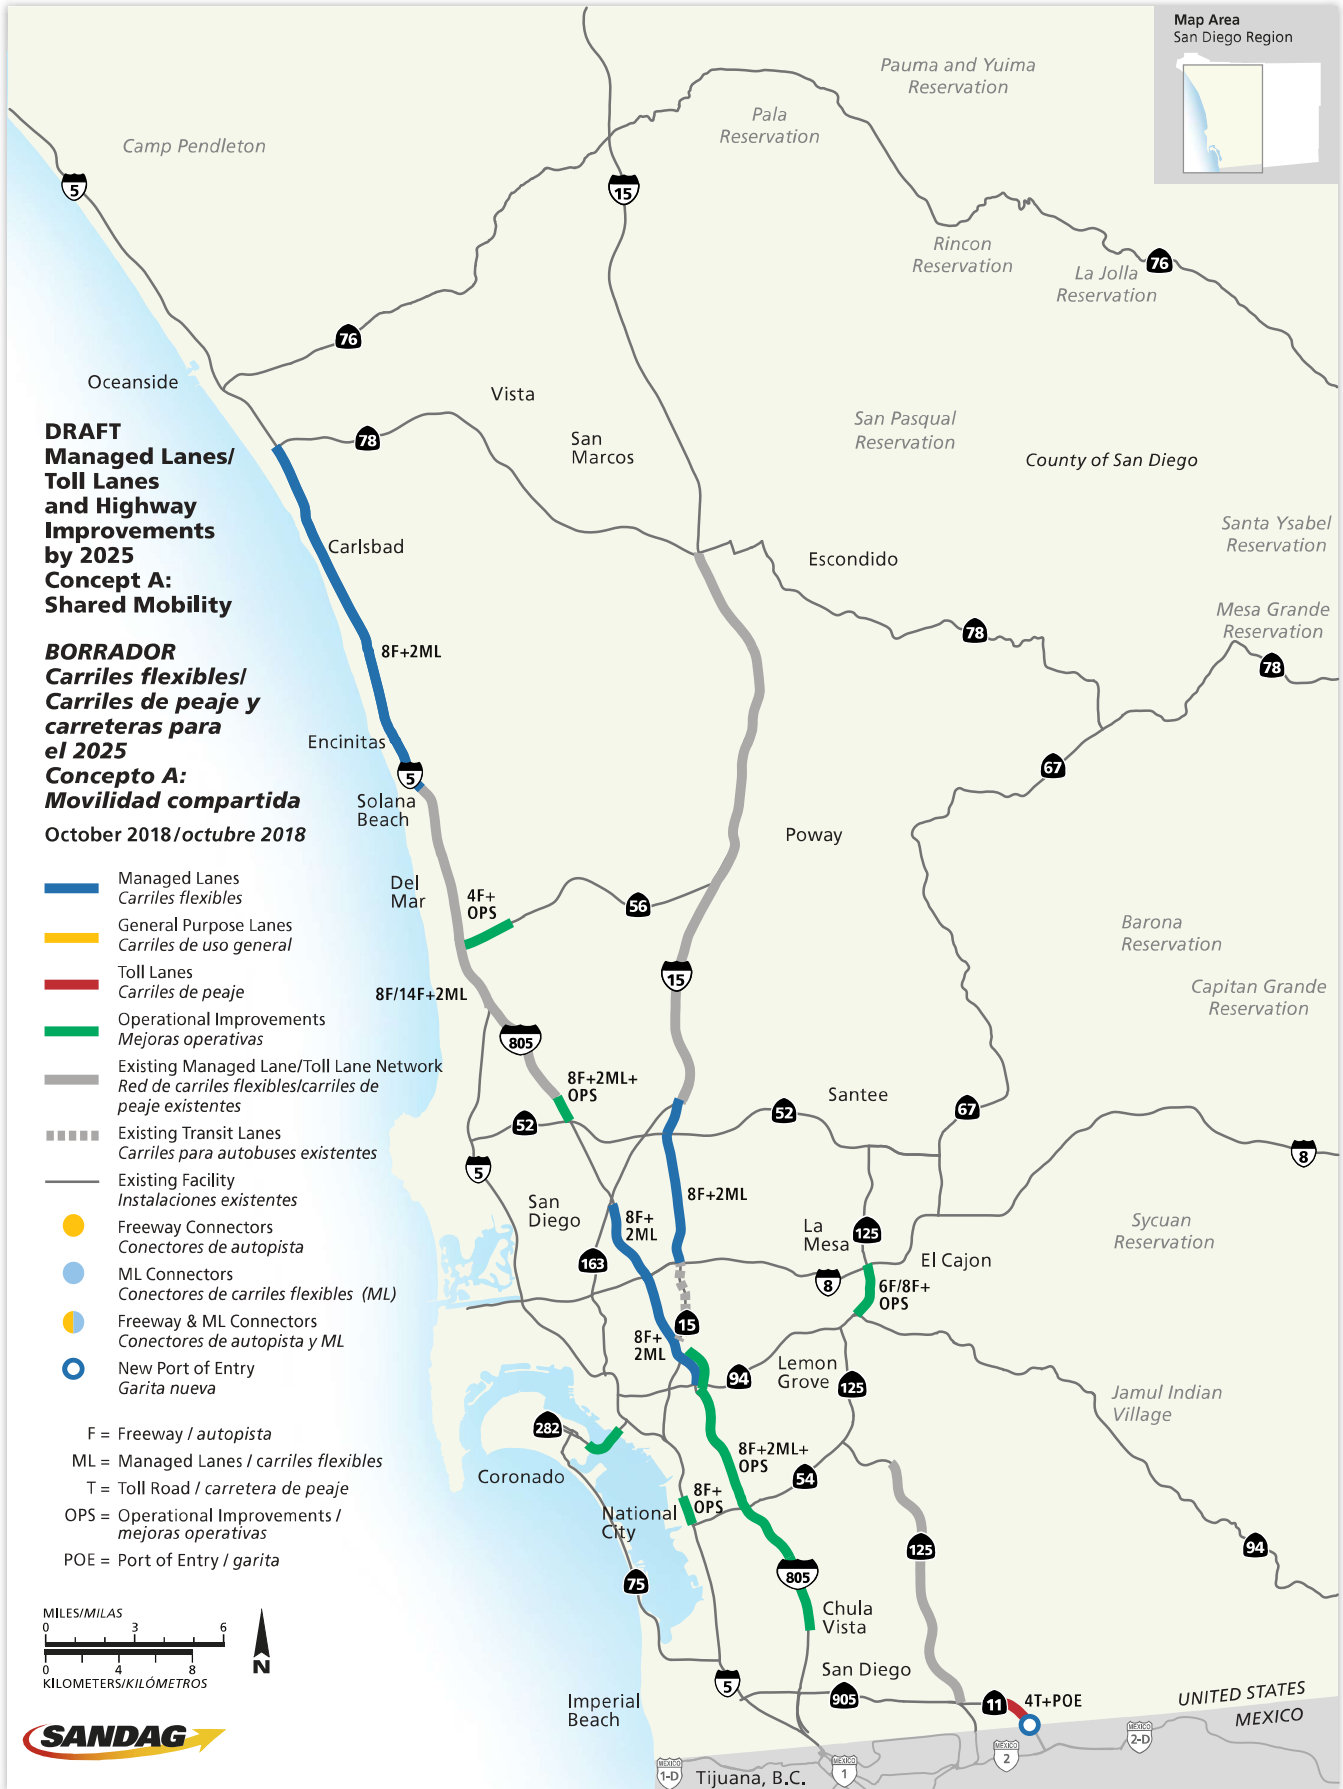 Map Area
San Diego Region
Pauma and Yuima
Reservation
Pala
Reservation
Camp Pendleton
5
15
Rincon
Reservation
La Jolla
Reservation
76
76
Oceanside
Vista
San
Marcos
78
San Pasqual
Reservation
County of San Diego
DRAFT
Managed Lanes/
Toll Lanes
and Highway
Improvements
by 2025
Concept A:
Shared Mobility
Carlsbad
Escondido
Santa Ysabel
Reservation
Mesa Grande
Reservation
78
78
8F+2ML
BORRADOR
Carriles flexibles/
Carriles de peaje y
carreteras para
el 2025
Concepto A:
Movilidad compartida
October 2018/octubre 2018
Encinitas
5
67
Solana
Beach
Poway
Del
Mar
4F+
OPS
56
Barona
Reservation
15
Capitan Grande
Reservation
8F/14F+2ML
805
Managed Lanes
Carriles flexibles
General Purpose Lanes
Carriles de uso general
Toll Lanes
Carriles de peaje
Operational Improvements
Mejoras operativas
Existing Managed Lane/Toll Lane Network
Red de carriles flexibles/carriles de
peaje existentes
Existing Transit Lanes
Carriles para autobuses existentes
Existing Facility
Instalaciones existentes
Freeway Connectors
Conectores de autopista
ML Connectors
Conectores de carriles flexibles (ML)
Freeway & ML Connectors
Conectores de autopista y ML
New Port of Entry
Garita nueva
F = Freeway / autopista
ML = Managed Lanes / carriles flexibles
T = Toll Road / carretera de peaje
OPS = Operational Improvements /
mejoras operativas
POE = Port of Entry / garita
8F+2ML+
OPS
52
52
Santee
67
5
8
San
Diego
8F+
2ML
8F+2ML
La
Mesa
125
Sycuan
Reservation
163
El Cajon
8
6F/8F+
OPS
15
8F+
2ML
94
Lemon
Grove
125
Jamul Indian
Village
282
Coronado
8F+2ML+
OPS
54
8F+
OPS
National
City
125
94
75
805
Chula
Vista
San Diego
5
905
11
4T+POE
UNITED STATES
MEXICO
Imperial
Beach
MEXICO
1-D
Tijuana, B.C.
MEXICO
1
MEXICO
2
MEXICO
2-D
MILES/MILAS
0 3 6
0 4 8
KILOMETERS/KILÓMETROS
N
SANDAG